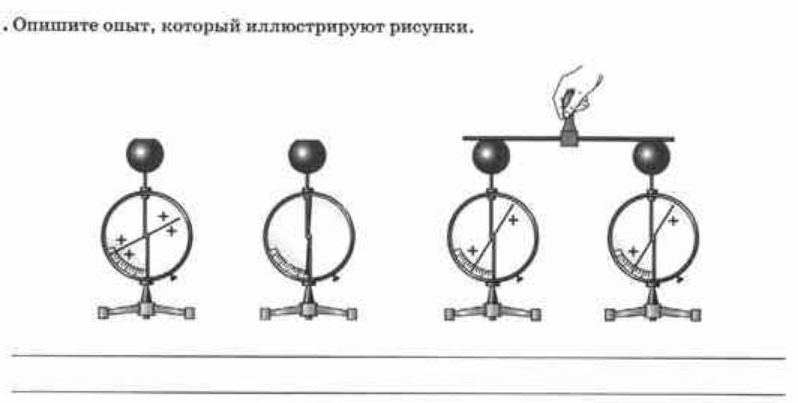 . Опишите опыт, который иллюстрируют рисунки.
+ + + + + + + +